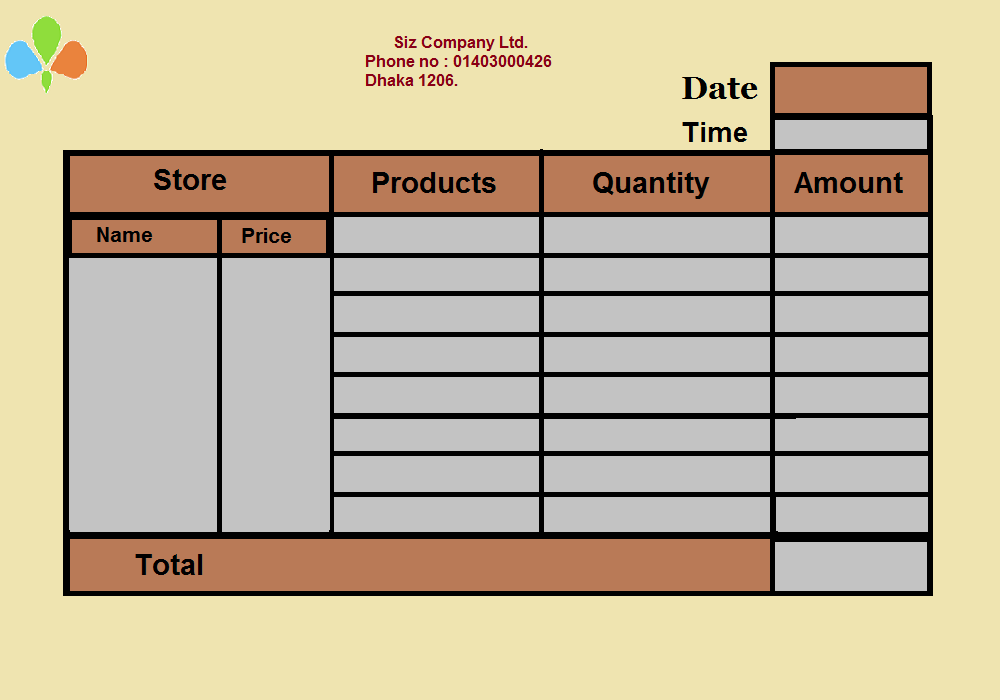 Siz Company Ltd.
Phone no : 01403000426
Dhaka 1206.
Date
Time
Store Products Quantity Amount
Name Price
Total